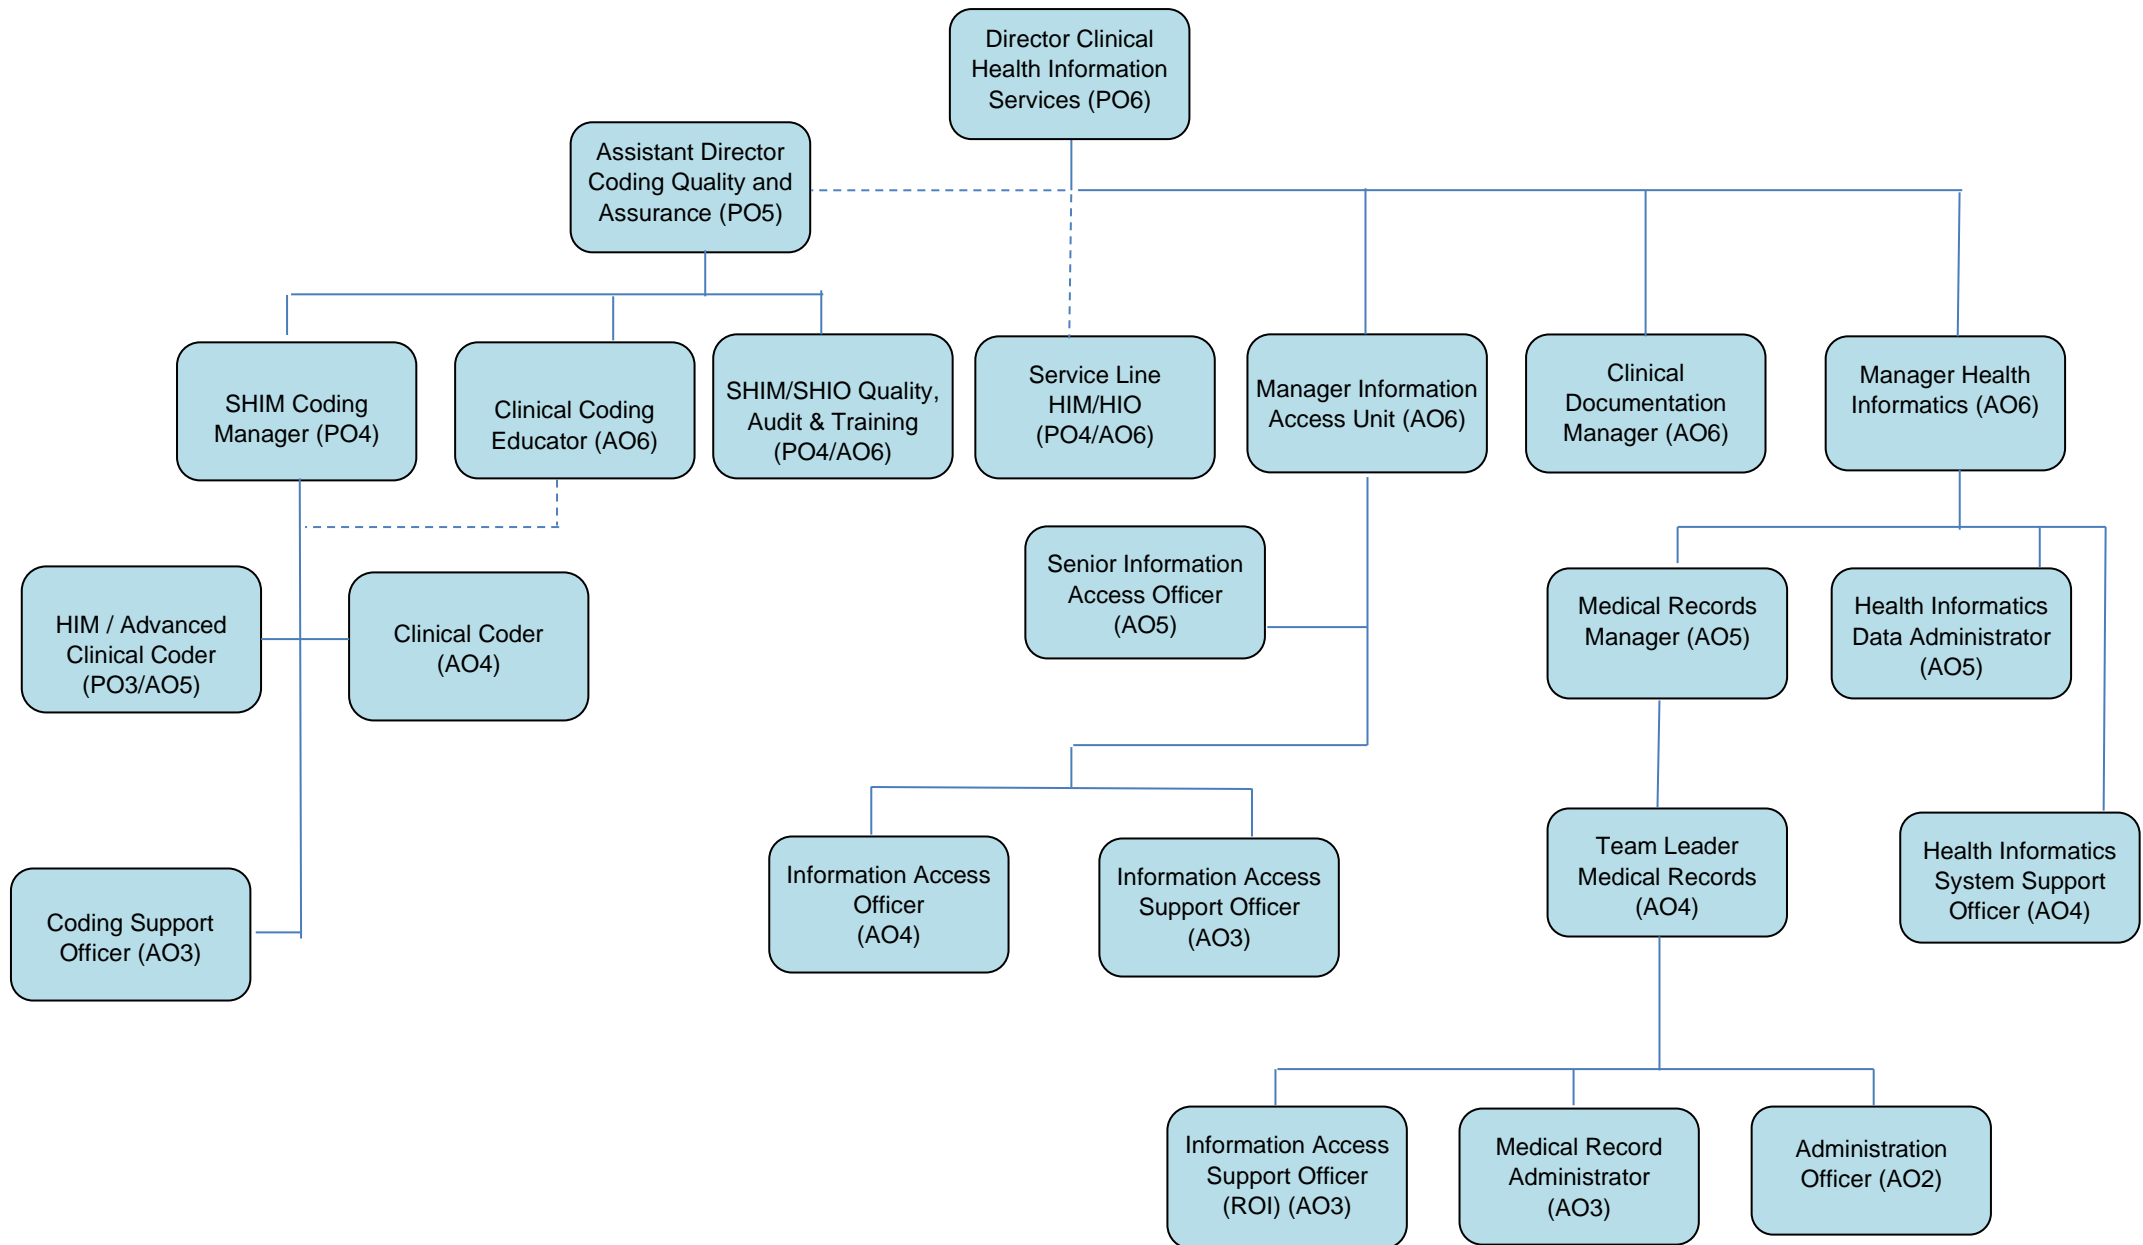 Director Clinical
Health Information
Services (PO6)
Assistant Director
Coding Quality and
Assurance (PO5)
SHIM Coding
Manager (PO4)
Clinical Coding
Educator (AO6)
SHIM/SHIO Quality,
Audit & Training
(PO4/AO6)
Service Line
HIM/HIO
(PO4/AO6)
Manager Information
Access Unit (AO6)
Clinical
Documentation
Manager (AO6)
Manager Health
Informatics (AO6)
Senior Information
Access Officer
(AO5)
HIM / Advanced
Clinical Coder
(PO3/AO5)
Clinical Coder
(AO4)
Medical Records
Manager (AO5)
Health Informatics
Data Administrator
(AO5)
Coding Support
Officer (AO3)
Information Access
Officer
(AO4)
Information Access
Support Officer
(AO3)
Team Leader
Medical Records
(AO4)
Health Informatics
System Support
Officer (AO4)
Information Access
Support Officer
(ROI) (AO3)
Medical Record
Administrator
(AO3)
Administration
Officer (AO2)